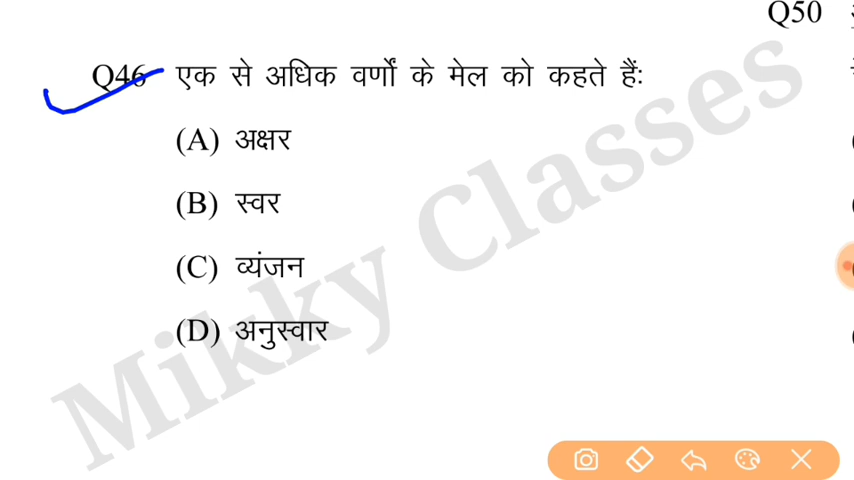 Q50
Q46 एक से अधिक वर्णों के मेल को कहते हैंः
(A) अक्षर
(B) स्वर
(C) व्यंजन
(D) अनुस्वार
Mikky Classes